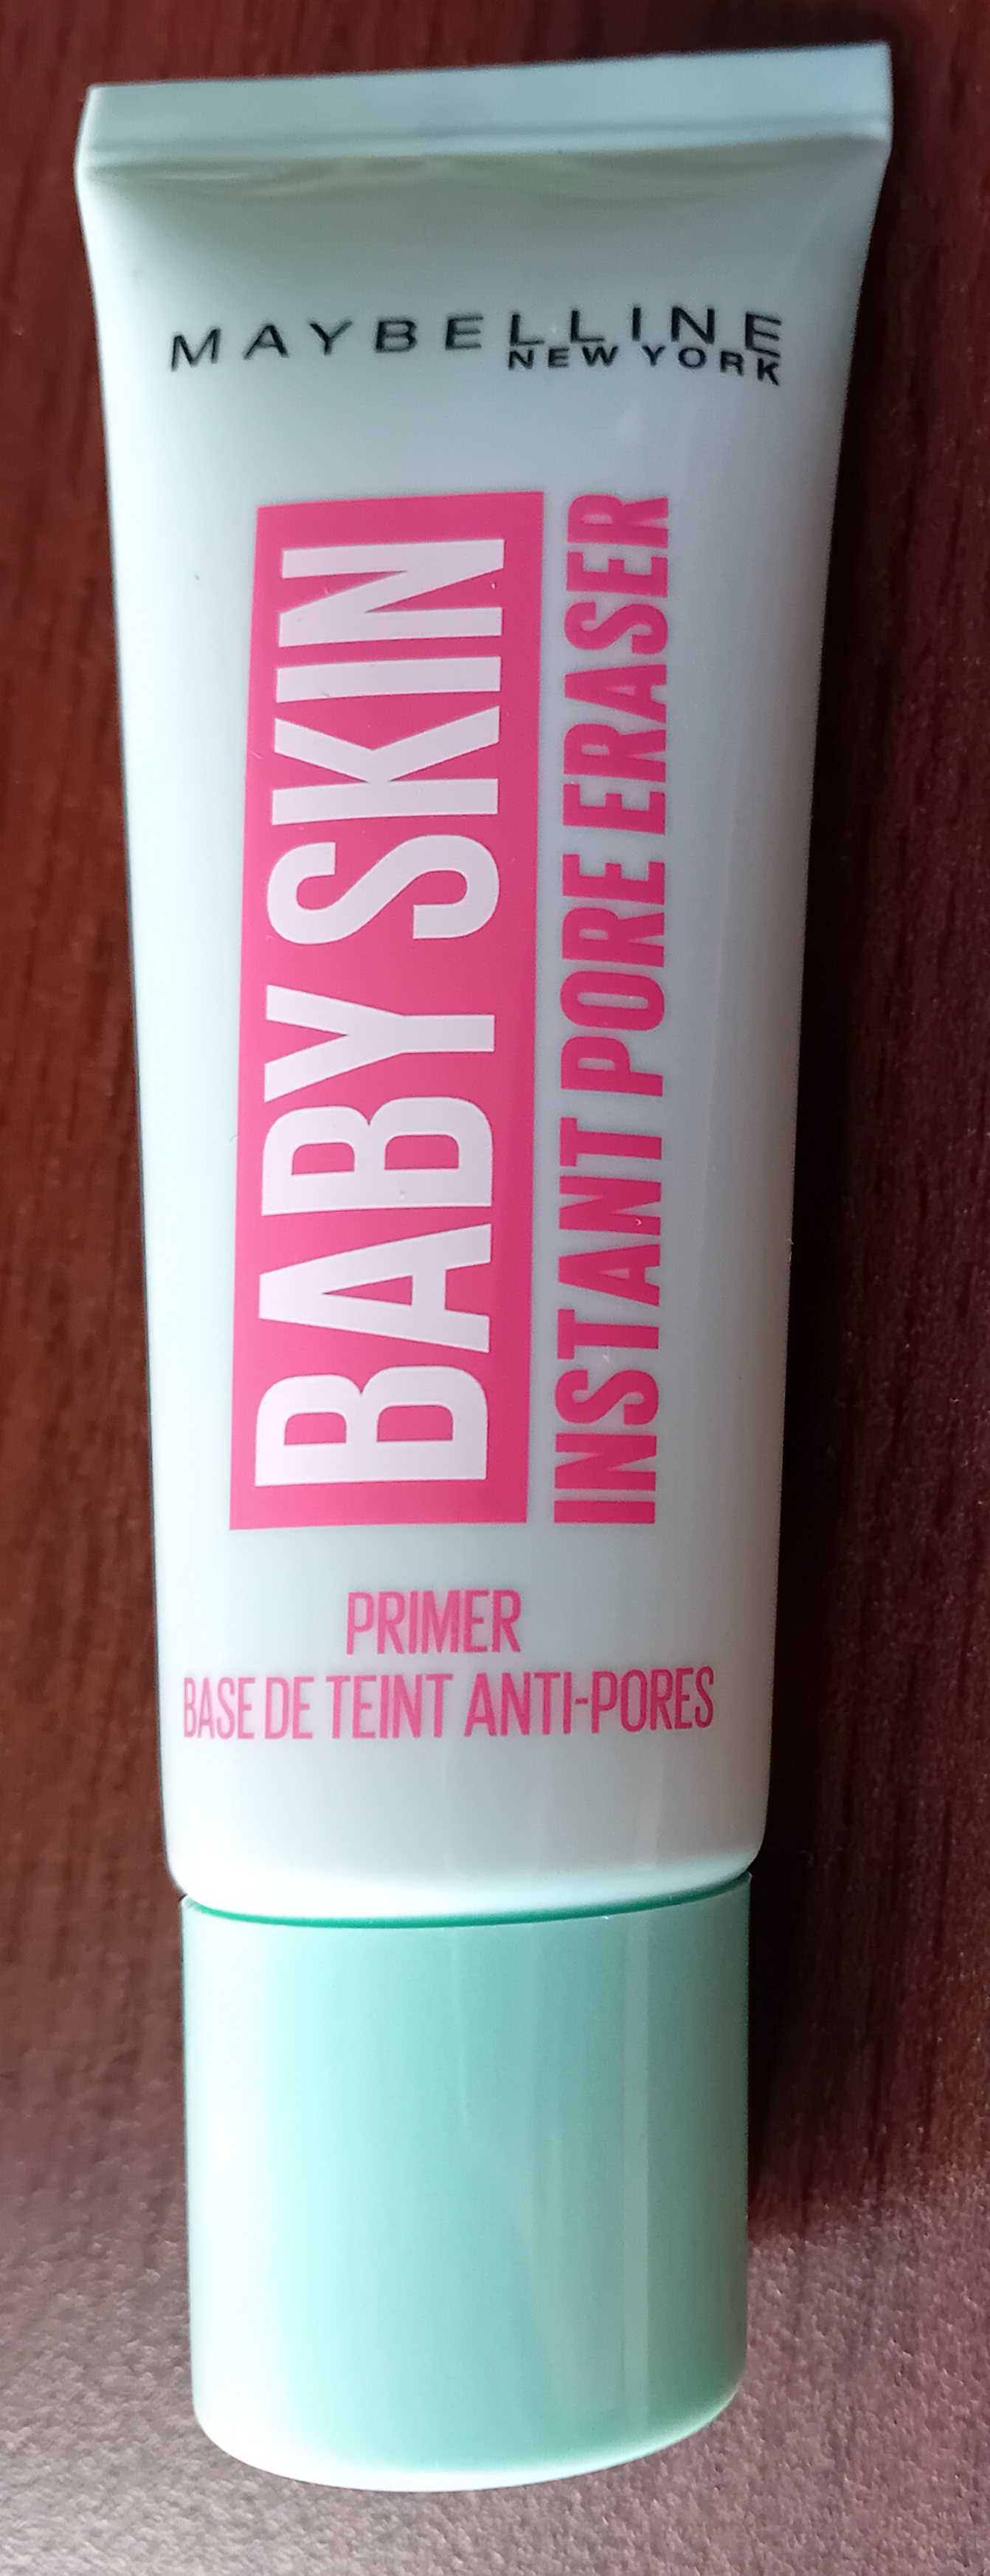 MAYBELLINE
NEW YORK
BABY SKIN
INSTANT PORE ERASER
PRIMER
BASE DE TEINT ANTI-PORES